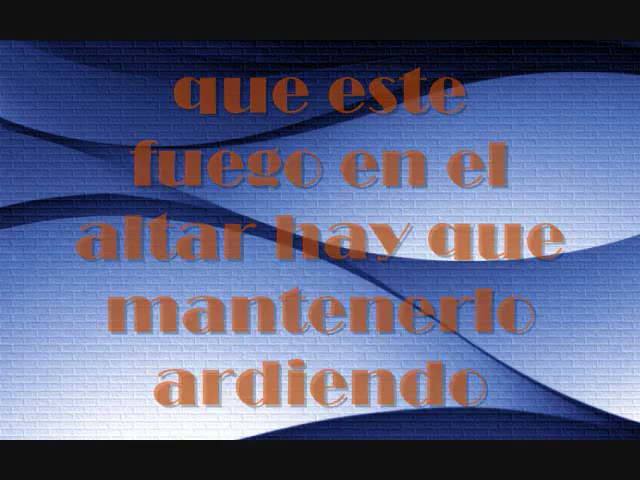 que este
fuego en el
altar hay que
mantenerlo
ardiendo